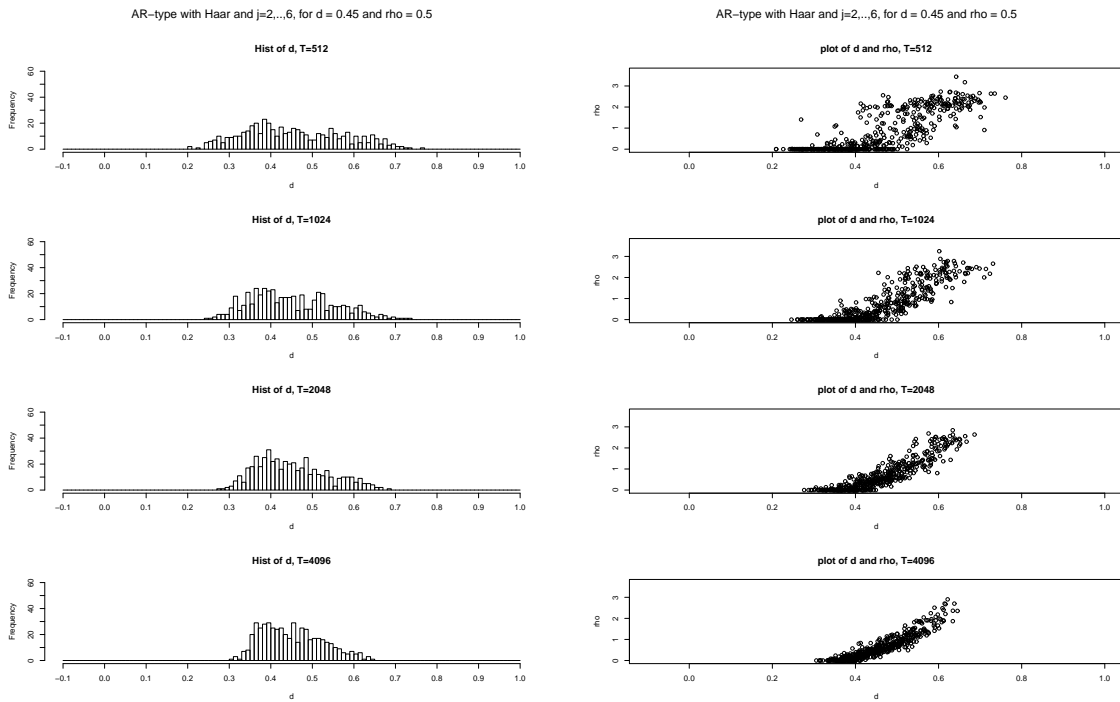 AR−type with Haar and j=2,..,6, for d = 0.45 and rho = 0.5
Hist of d, T=512
Frequency
0 20 40 60
−0.1 0.0 0.1 0.2 0.3 0.4 0.5 0.6 0.7 0.8 0.9 1.0
d
Hist of d, T=1024
Frequency
0 20 40 60
−0.1 0.0 0.1 0.2 0.3 0.4 0.5 0.6 0.7 0.8 0.9 1.0
d
Hist of d, T=2048
Frequency
0 20 40 60
−0.1 0.0 0.1 0.2 0.3 0.4 0.5 0.6 0.7 0.8 0.9 1.0
d
Hist of d, T=4096
Frequency
0 20 40 60
−0.1 0.0 0.1 0.2 0.3 0.4 0.5 0.6 0.7 0.8 0.9 1.0
d
AR−type with Haar and j=2,..,6, for d = 0.45 and rho = 0.5
plot of d and rho, T=512
rho
0 1 2 3
0.0 0.2 0.4 0.6 0.8 1.0
d
plot of d and rho, T=1024
rho
0 1 2 3
0.0 0.2 0.4 0.6 0.8 1.0
d
plot of d and rho, T=2048
rho
0 1 2 3
0.0 0.2 0.4 0.6 0.8 1.0
d
plot of d and rho, T=4096
rho
0 1 2 3
0.0 0.2 0.4 0.6 0.8 1.0
d